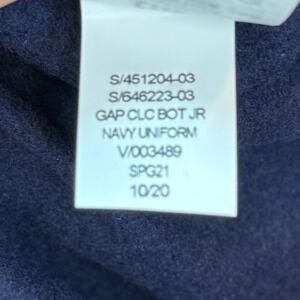 S/451204-03
S/646223-03
GAP CLC BOT JR
NAVY UNIFORM
V/003489
SPG21
10/20